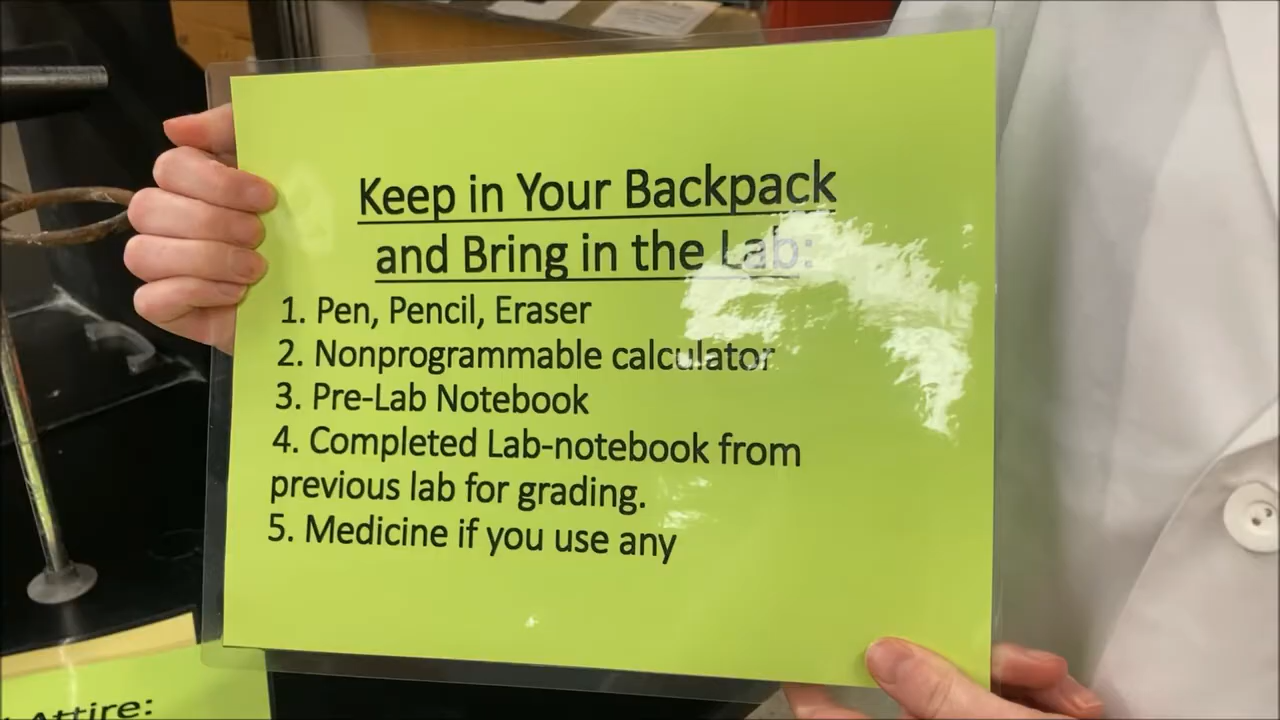 Keep in Your Backpack
and Bring in the Lab:
1. Pen, Pencil, Eraser
2. Nonprogrammable calculator
3. Pre-Lab Notebook
4. Completed Lab-notebook from
previous lab for grading.
5. Medicine if you use any
Attire: